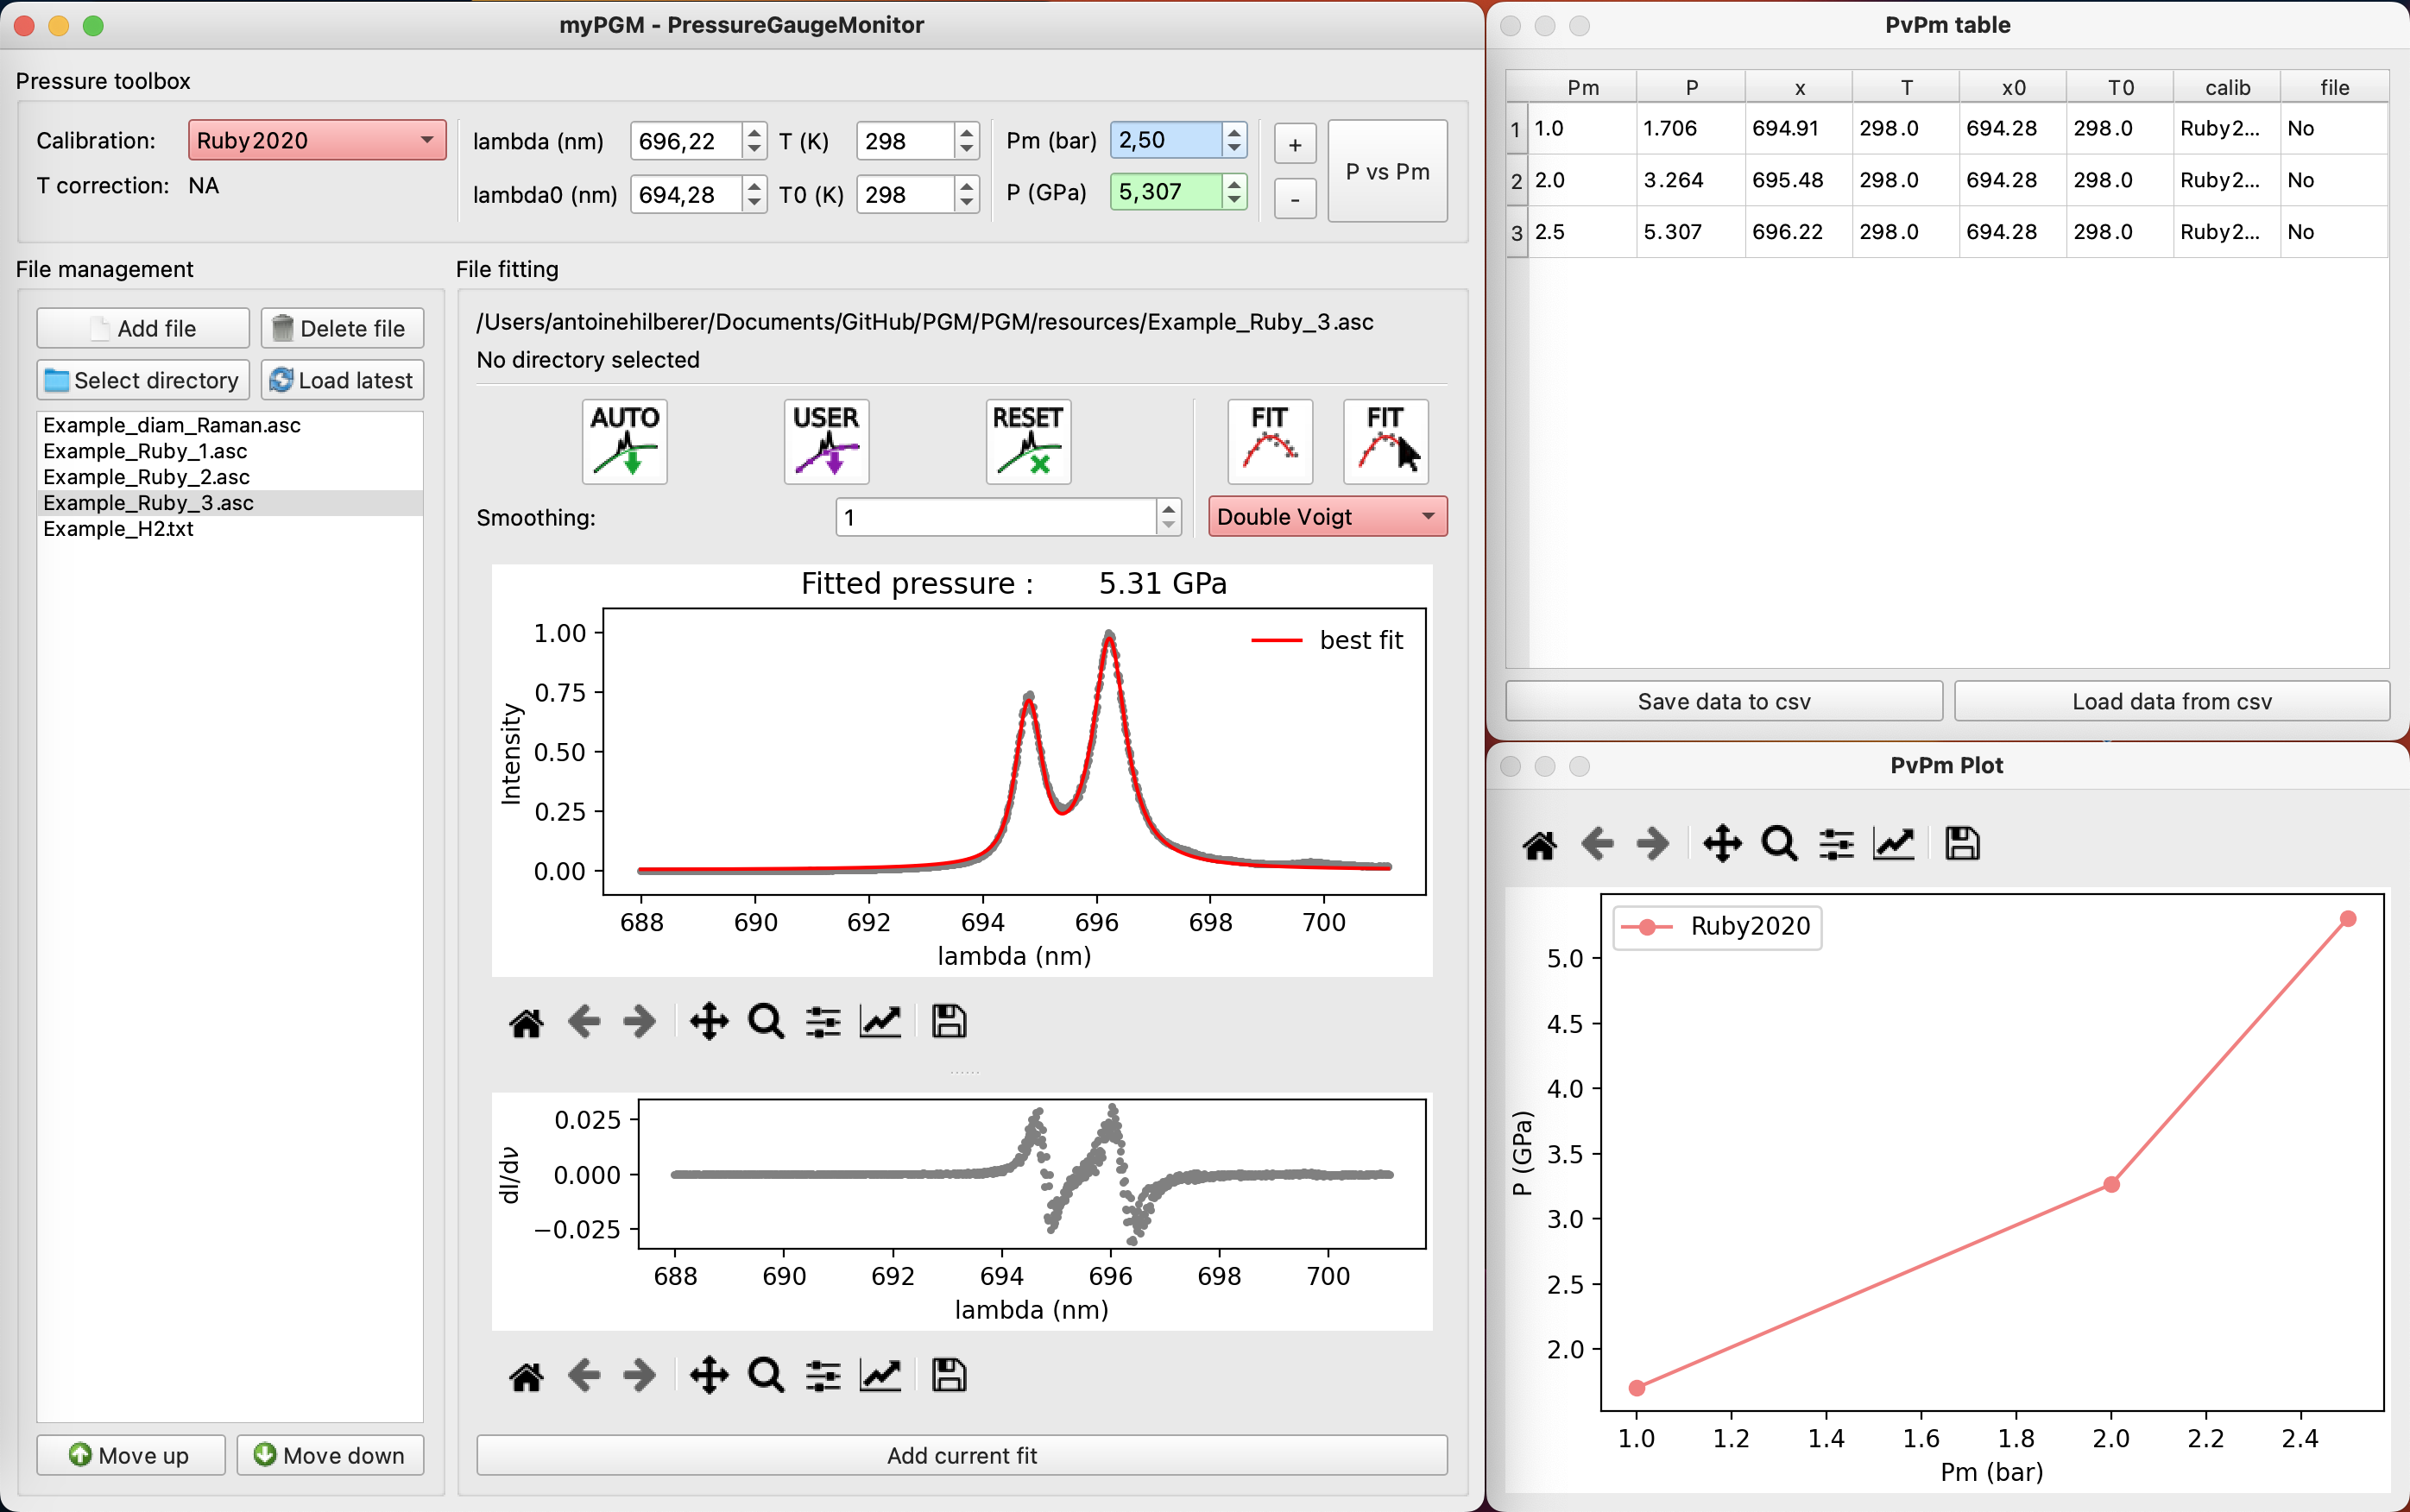 myPGM - PressureGaugeMonitor
Pressure toolbox
Calibration: Ruby2020
T correction: NA
lambda (nm) 696,22 T (K) 298
lambda0 (nm) 694,28 T0 (K) 298
Pm (bar) 2,50
P (GPa) 5,307
+
-
P vs Pm
File management
Add file Delete file
Select directory Load latest
Example_diam_Raman.asc
Example_Ruby_1.asc
Example_Ruby_2.asc
Example_Ruby_3.asc
Example_H2.txt
Move up Move down
File fitting
/Users/antoinehilberer/Documents/GitHub/PGM/PGM/resources/Example_Ruby_3.asc
No directory selected
AUTO USER RESET FIT FIT
Smoothing: 1 Double Voigt
Fitted pressure : 5.31 GPa
best fit
1.00
0.75
0.50
0.25
0.00
Intensity
688 690 692 694 696 698 700
lambda (nm)
0.025
0.000
−0.025
dI/dν
688 690 692 694 696 698 700
lambda (nm)
Add current fit
PvPm table
Pm P x T x0 T0 calib file
1 1.0 1.706 694.91 298.0 694.28 298.0 Ruby2... No
2 2.0 3.264 695.48 298.0 694.28 298.0 Ruby2... No
3 2.5 5.307 696.22 298.0 694.28 298.0 Ruby2... No
Save data to csv Load data from csv
PvPm Plot
Ruby2020
5.0
4.5
4.0
3.5
3.0
2.5
2.0
P (GPa)
1.0 1.2 1.4 1.6 1.8 2.0 2.2 2.4
Pm (bar)